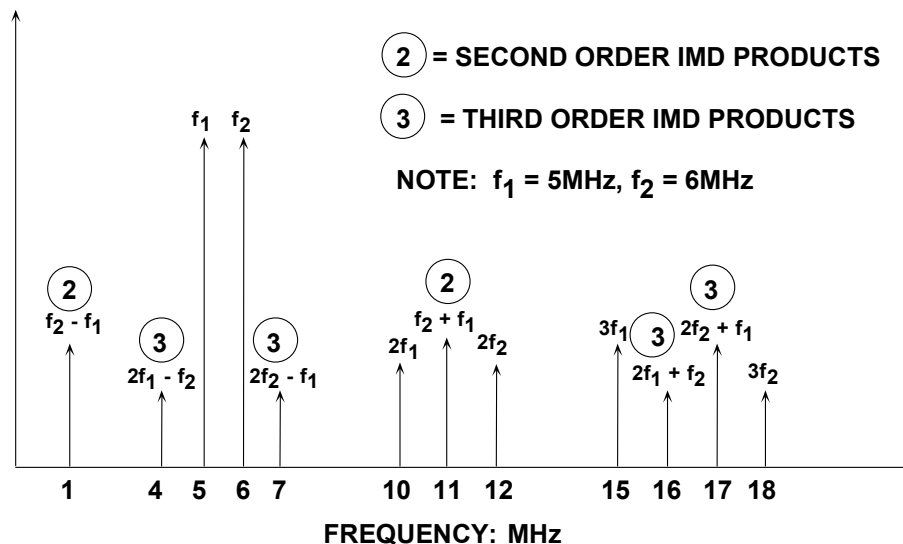 2 = SECOND ORDER IMD PRODUCTS
3 = THIRD ORDER IMD PRODUCTS
NOTE: f1 = 5MHz, f2 = 6MHz
f1 f2
2 2 3
f2 - f1 f2 + f1
3 3 3
2f1 - f2 2f2 - f1 2f1 2f2 3f1 2f2 + f1
2f1 + f2 3f2
1 4 5 6 7 10 11 12 15 16 17 18
FREQUENCY: MHz